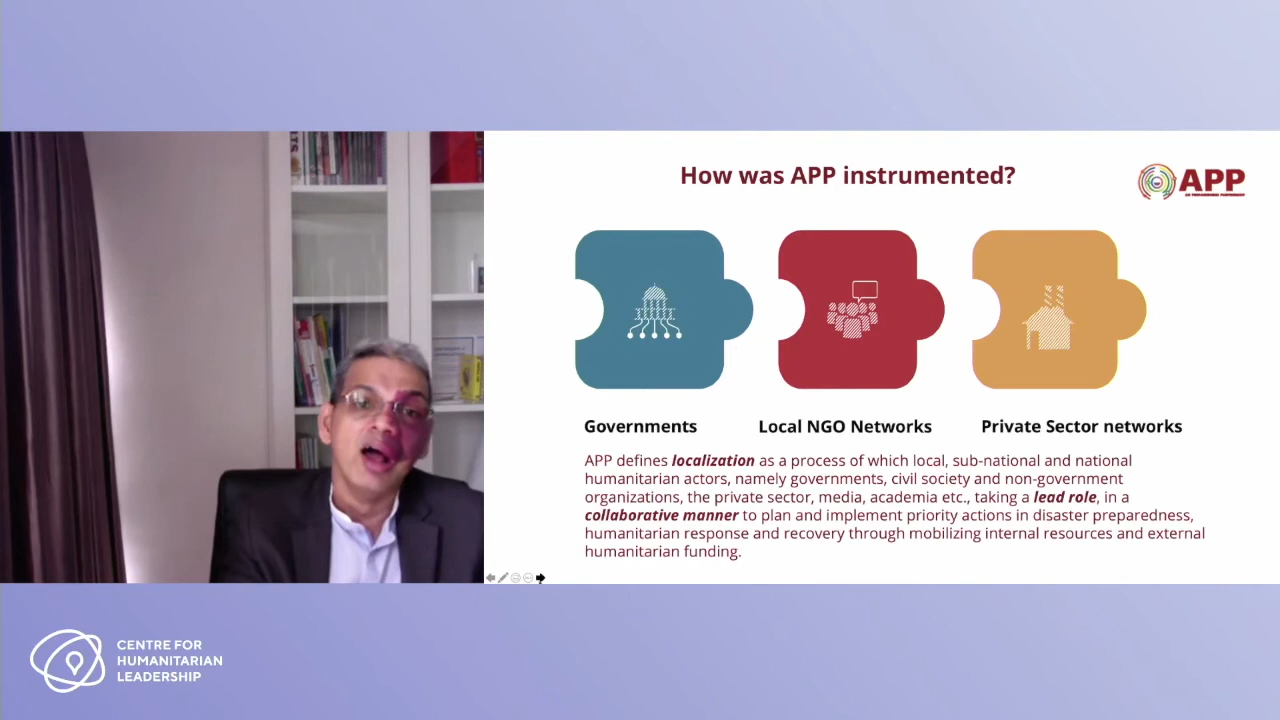 How was APP instrumented?
APP
Governments
Local NGO Networks
Private Sector networks
APP defines localization as a process of which local, sub-national and national
humanitarian actors, namely governments, civil society and non-government
organizations, the private sector, media, academia etc., taking a lead role, in a
collaborative manner to plan and implement priority actions in disaster preparedness,
humanitarian response and recovery through mobilizing internal resources and external
humanitarian funding.
CENTRE FOR
HUMANITARIAN
LEADERSHIP